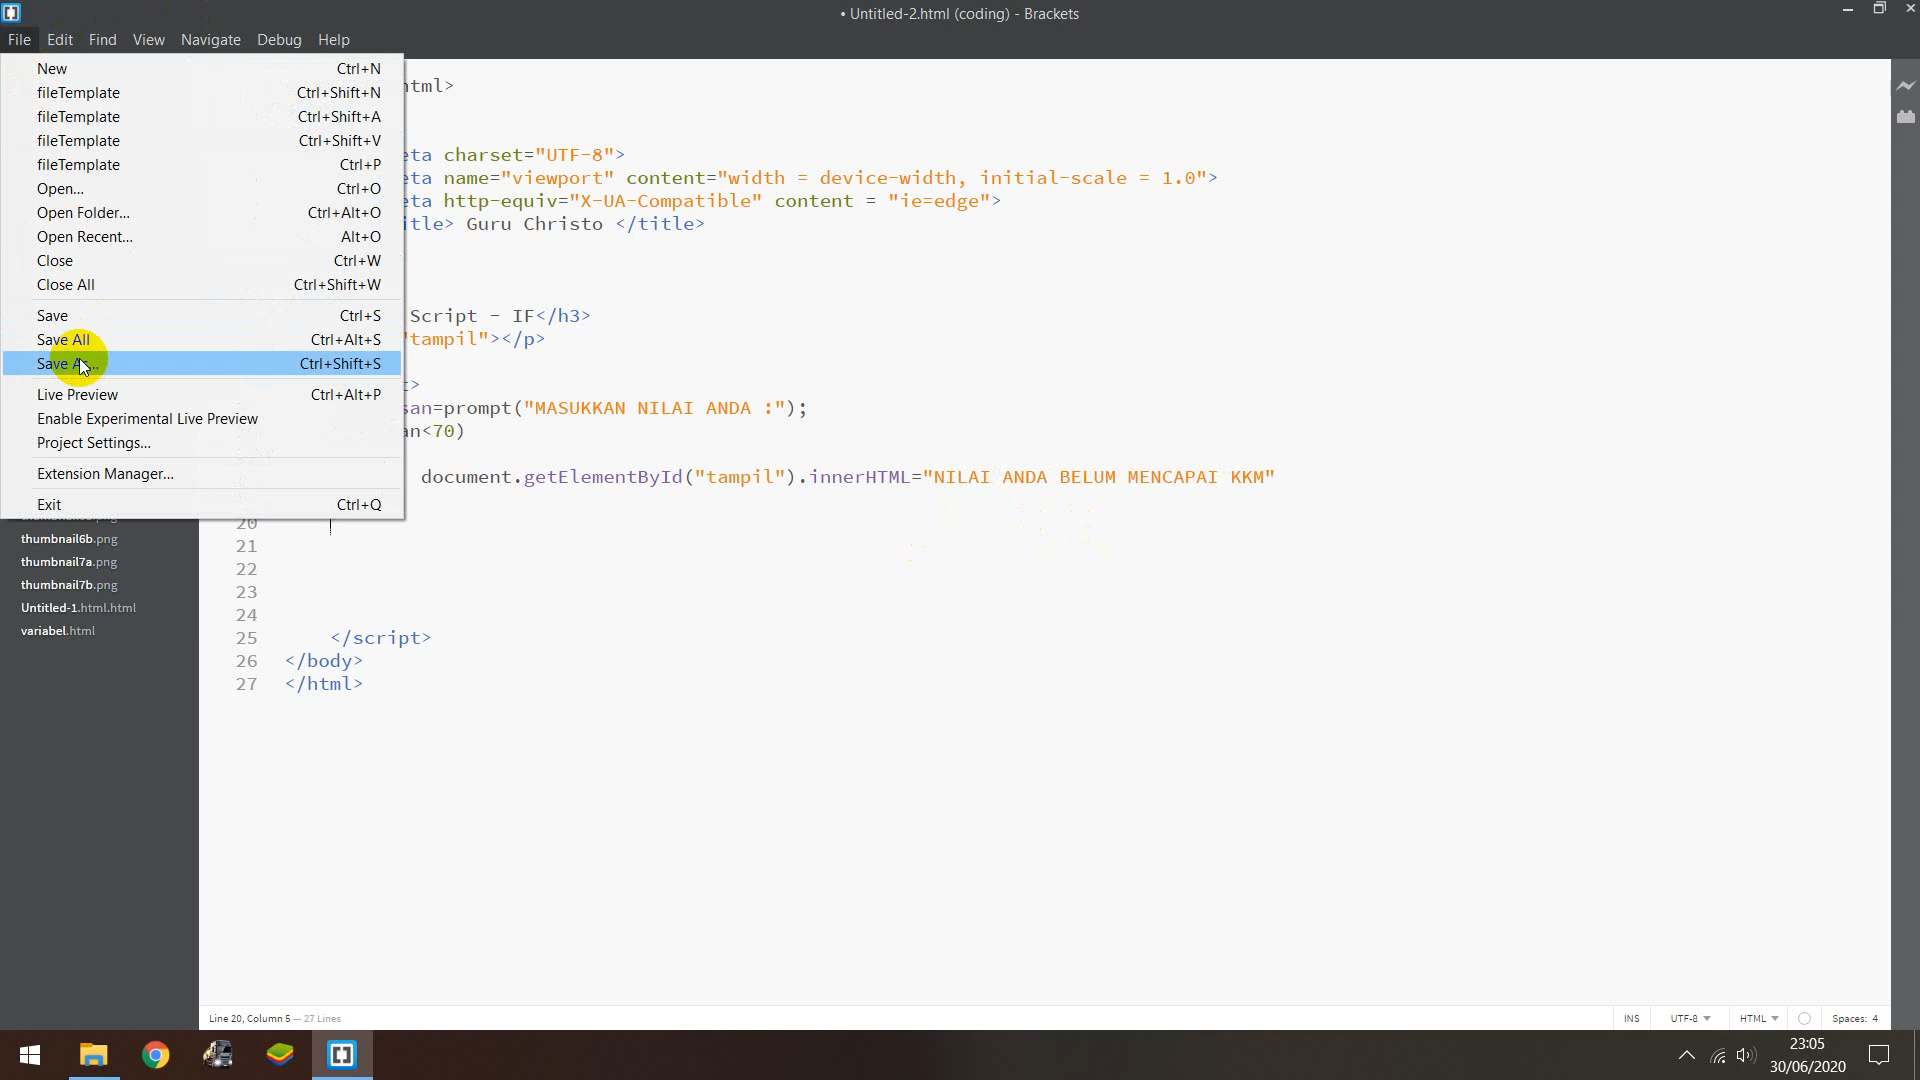 • Untitled-2.html (coding) - Brackets
File Edit Find View Navigate Debug Help
New Ctrl+N
fileTemplate Ctrl+Shift+N
fileTemplate Ctrl+Shift+A
fileTemplate Ctrl+Shift+V
fileTemplate Ctrl+P
Open... Ctrl+O
Open Folder... Ctrl+Alt+O
Open Recent... Alt+O
Close Ctrl+W
Close All Ctrl+Shift+W
Save Ctrl+S
Save All Ctrl+Alt+S
Save As... Ctrl+Shift+S
Live Preview Ctrl+Alt+P
Enable Experimental Live Preview
Project Settings...
Extension Manager...
Exit Ctrl+Q
thumbnail6b.png
thumbnail7a.png
thumbnail7b.png
Untitled-1.html.html
variabel.html
tml>
eta charset="UTF-8">
eta name="viewport" content="width = device-width, initial-scale = 1.0">
eta http-equiv="X-UA-Compatible" content = "ie=edge">
itle> Guru Christo </title>
Script - IF</h3>
"tampil"></p>
t>
san=prompt("MASUKKAN NILAI ANDA :");
an<70)
document.getElementById("tampil").innerHTML="NILAI ANDA BELUM MENCAPAI KKM"
20
21
22
23
24
25 </script>
26 </body>
27 </html>
Line 20, Column 5 — 27 Lines
INS UTF-8 HTML Spaces: 4
23:05
30/06/2020